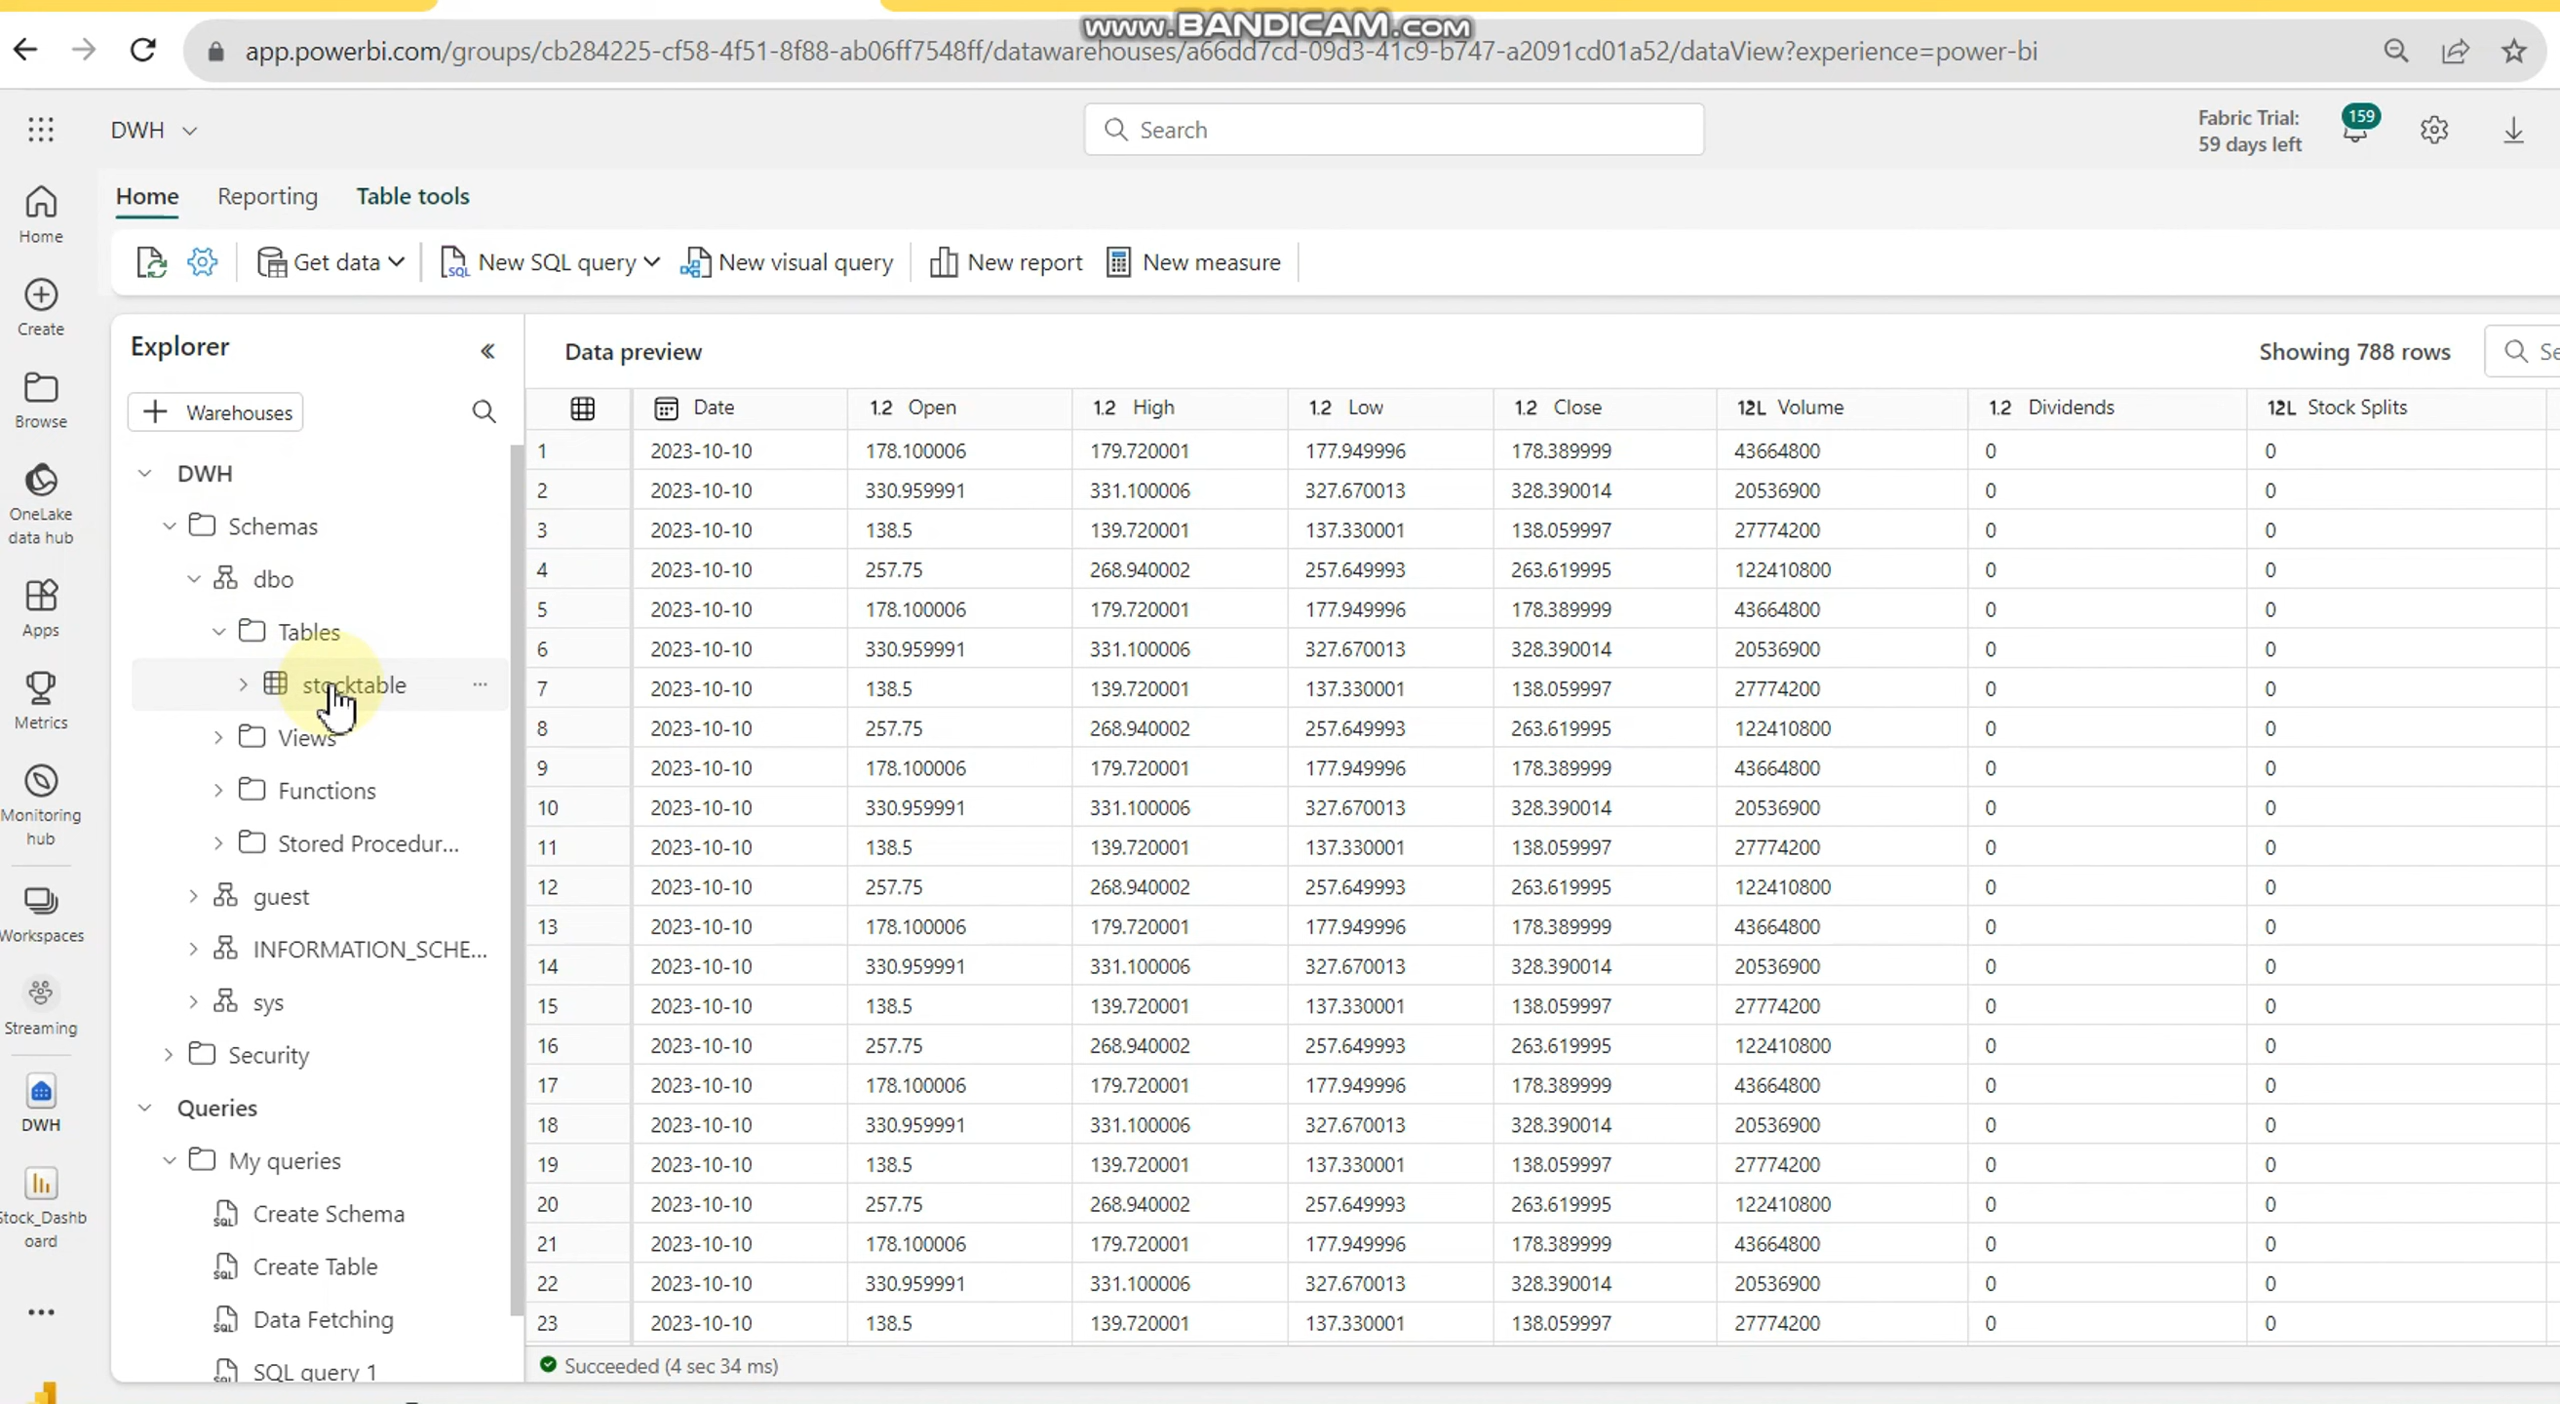 www.BANDICAM.com
app.powerbi.com/groups/cb284225-cf58-4f51-8f88-ab06ff7548ff/datawarehouses/a66dd7cd-09d3-41c9-b747-a2091cd01a52/dataView?experience=power-bi
DWH
Search
Fabric Trial:
59 days left
159
Home Reporting Table tools
Get data New SQL query New visual query New report New measure
Home
Create
Browse
OneLake
data hub
Apps
Metrics
Monitoring
hub
Workspaces
Streaming
DWH
Stock_Dashb
oard
Explorer
Warehouses
DWH
Schemas
dbo
Tables
stocktable
Views
Functions
Stored Procedur...
guest
INFORMATION_SCHE...
sys
Security
Queries
My queries
Create Schema
Create Table
Data Fetching
SQL query 1
Data preview Showing 788 rows Se
Date 1.2 Open 1.2 High 1.2 Low 1.2 Close 12L Volume 1.2 Dividends 12L Stock Splits
1 2023-10-10 178.100006 179.720001 177.949996 178.389999 43664800 0 0
2 2023-10-10 330.959991 331.100006 327.670013 328.390014 20536900 0 0
3 2023-10-10 138.5 139.720001 137.330001 138.059997 27774200 0 0
4 2023-10-10 257.75 268.940002 257.649993 263.619995 122410800 0 0
5 2023-10-10 178.100006 179.720001 177.949996 178.389999 43664800 0 0
6 2023-10-10 330.959991 331.100006 327.670013 328.390014 20536900 0 0
7 2023-10-10 138.5 139.720001 137.330001 138.059997 27774200 0 0
8 2023-10-10 257.75 268.940002 257.649993 263.619995 122410800 0 0
9 2023-10-10 178.100006 179.720001 177.949996 178.389999 43664800 0 0
10 2023-10-10 330.959991 331.100006 327.670013 328.390014 20536900 0 0
11 2023-10-10 138.5 139.720001 137.330001 138.059997 27774200 0 0
12 2023-10-10 257.75 268.940002 257.649993 263.619995 122410800 0 0
13 2023-10-10 178.100006 179.720001 177.949996 178.389999 43664800 0 0
14 2023-10-10 330.959991 331.100006 327.670013 328.390014 20536900 0 0
15 2023-10-10 138.5 139.720001 137.330001 138.059997 27774200 0 0
16 2023-10-10 257.75 268.940002 257.649993 263.619995 122410800 0 0
17 2023-10-10 178.100006 179.720001 177.949996 178.389999 43664800 0 0
18 2023-10-10 330.959991 331.100006 327.670013 328.390014 20536900 0 0
19 2023-10-10 138.5 139.720001 137.330001 138.059997 27774200 0 0
20 2023-10-10 257.75 268.940002 257.649993 263.619995 122410800 0 0
21 2023-10-10 178.100006 179.720001 177.949996 178.389999 43664800 0 0
22 2023-10-10 330.959991 331.100006 327.670013 328.390014 20536900 0 0
23 2023-10-10 138.5 139.720001 137.330001 138.059997 27774200 0 0
Succeeded (4 sec 34 ms)